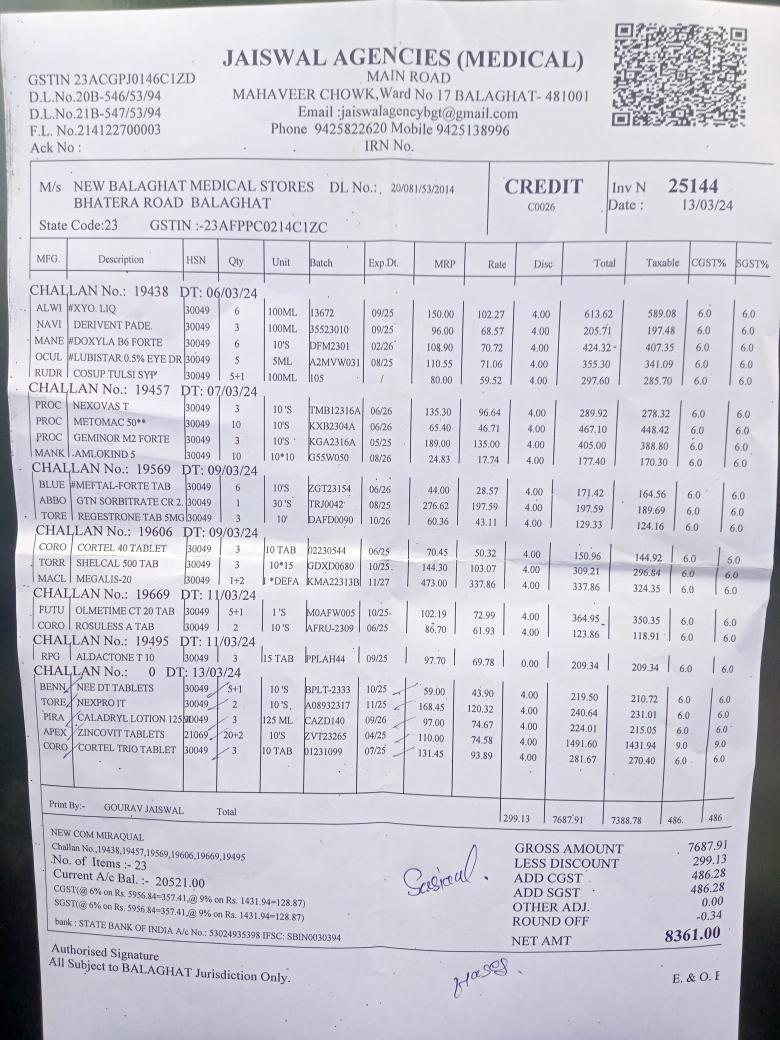 JAISWAL AGENCIES (MEDICAL)
MAIN ROAD
MAHAVEER CHOWK,Ward No 17 BALAGHAT- 481001
Email :jaiswalagencybgt@gmail.com
Phone 9425822620 Mobile 9425138996
IRN No.
GSTIN 23ACGPJ0146C1ZD
D.L.No.20B-546/53/94
D.L.No.21B-547/53/94
F.L. No.214122700003
Ack No :
M/s NEW BALAGHAT MEDICAL STORES DL No.: 20/081/53/2014
BHATERA ROAD BALAGHAT
State Code:23 GSTIN :-23AFPPC0214C1ZC
CREDIT
C0026
Inv N 25144
Date : 13/03/24
MFG. Description HSN Qty Unit Batch Exp.Dt. MRP Rate Disc Total Taxable CGST% SGST%
CHALLAN No.: 19438 DT: 06/03/24
ALWI #XYO. LIQ 30049 6 100ML 13672 09/25 150.00 102.27 4.00 613.62 589.08 6.0 6.0
NAVI DERIVENT PADE. 30049 3 100ML 35523010 09/25 96.00 68.57 4.00 205.71 197.48 6.0 6.0
MANE #DOXYLA B6 FORTE 30049 6 10'S DFM2301 02/26 108.90 70.72 4.00 424.32 407.35 6.0 6.0
OCUL #LUBISTAR 0.5% EYE DR 30049 5 5ML A2MVW031 08/25 110.55 71.06 4.00 355.30 341.09 6.0 6.0
RUDR COSUP TULSI SYP 30049 5+1 100ML 105 / 80.00 59.52 4.00 297.60 285.70 6.0 6.0
CHALLAN No.: 19457 DT: 07/03/24
PROC NEXOVAS T 30049 3 10'S TMB12316A 06/26 135.30 96.64 4.00 289.92 278.32 6.0 6.0
PROC METOMAC 50** 30049 10 10'S KXB2304A 06/26 65.40 46.71 4.00 467.10 448.42 6.0 6.0
PROC GEMINOR M2 FORTE 30049 3 10'S KGA2316A 05/25 189.00 135.00 4.00 405.00 388.80 6.0 6.0
MANK .AMLOKIND 5 30049 10 10*10 G55W050 08/26 24.83 17.74 4.00 177.40 170.30 6.0 6.0
CHALLAN No.: 19569 DT: 09/03/24
BLUE #MEFTAL-FORTE TAB 30049 6 10'S ZGT23154 06/26 44.00 28.57 4.00 171.42 164.56 6.0 6.0
ABBO GTN SORBITRATE CR 2. 30049 1 30'S TRJ0042 08/25 276.62 197.59 4.00 197.59 189.69 6.0 6.0
TORE REGESTRONE TAB 5MG 30049 3 10' DAFD0090 10/26 60.36 43.11 4.00 129.33 124.16 6.0 6.0
CHALLAN No.: 19606 DT: 09/03/24
CORO CORTEL 40 TABLET 30049 3 10 TAB 02230544 06/25 70.45 50.32 4.00 150.96 144.92 6.0 6.0
TORR SHELCAL 500 TAB 30049 3 10*15 GDXD0680 10/25 144.30 103.07 4.00 309.21 296.84 6.0 6.0
MACL MEGALIS-20 30049 1+2 1 *DEFA KMA22313B 11/27 473.00 337.86 4.00 337.86 324.35 6.0 6.0
CHALLAN No.: 19669 DT: 11/03/24
FUTU OLMETIME CT 20 TAB 30049 5+1 1'S M0AFW005 10/25 102.19 72.99 4.00 364.95 350.35 6.0 6.0
CORO ROSULESS A TAB 30049 2 10'S AFRU-2309 06/25 86.70 61.93 4.00 123.86 118.91 6.0 6.0
CHALLAN No.: 19495 DT: 11/03/24
RPG ALDACTONE T 10 30049 3 15 TAB PPLAH44 09/25 97.70 69.78 0.00 209.34 209.34 6.0 6.0
CHALLAN No.: 0 DT: 13/03/24
BENN NEE DT TABLETS 30049 5+1 10'S BPLT-2333 10/25 59.00 43.90 4.00 219.50 210.72 6.0 6.0
TORE NEXPRO IT 30049 2 10'S, A08932317 11/25 168.45 120.32 4.00 240.64 231.01 6.0 6.0
PIRA CALADRYL LOTION 125 30049 3 125 ML CAZD140 09/26 97.00 74.67 4.00 224.01 215.05 6.0 6.0
APEX ZINCOVIT TABLETS 21069 20+2 10'S ZVT23265 04/25 110.00 74.58 4.00 1491.60 1431.94 9.0 9.0
CORO CORTEL TRIO TABLET 30049 3 10 TAB 01231099 07/25 131.45 93.89 4.00 281.67 270.40 6.0 6.0
Print By:- GOURAV JAISWAL Total 299.13 7687.91 7388.78 486. 486
NEW COM MIRAQUAL
Challan No.,19438,19457,19569,19606,19669,19495
No. of Items :- 23
Current A/c Bal. :- 20521.00
CGST(@ 6% on Rs. 5956.84=357.41,@ 9% on Rs. 1431.94=128.87)
SGST(@ 6% on Rs. 5956.84=357.41,@ 9% on Rs. 1431.94=128.87)
bank : STATE BANK OF INDIA A/c No.: 53024935398 IFSC: SBIN0030394
GROSS AMOUNT 7687.91
LESS DISCOUNT 299.13
ADD CGST 486.28
ADD SGST 486.28
OTHER ADJ. 0.00
ROUND OFF -0.34
NET AMT 8361.00
Authorised Signature
All Subject to BALAGHAT Jurisdiction Only.
E. & O. E